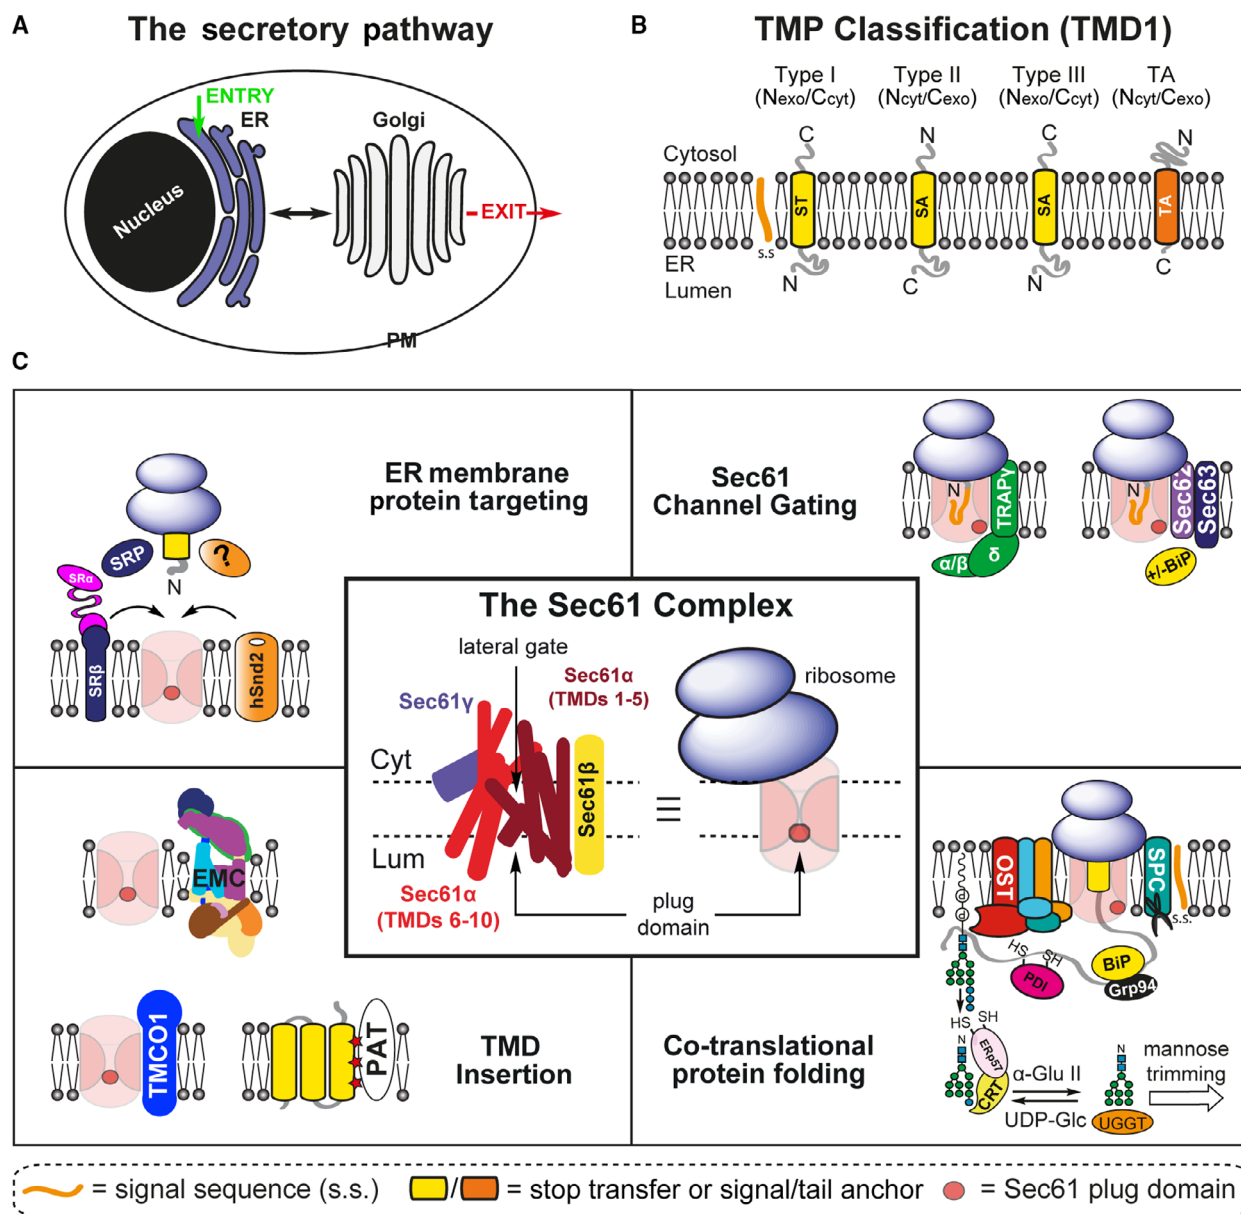 A
The secretory pathway
ENTRY
ER
Golgi
Nucleus
EXIT
PM
B
TMP Classification (TMD1)
Type I
(Nexo/Ccyt)
Type II
(Ncyt/Cexo)
Type III
(Nexo/Ccyt)
TA
(Ncyt/Cexo)
C
N
C
N
Cytosol
ST
SA
SA
TA
s.s
ER
Lumen
N
C
N
C
C
ER membrane
protein targeting
SRP
?
SRα
N
SRβ
hSnd2
Sec61
Channel Gating
N
TRAPγ
α/β
δ
N
Sec62
Sec63
+/-BiP
The Sec61 Complex
lateral gate
Sec61γ
Sec61α
(TMDs 1-5)
ribosome
Cyt
Sec61β
Lum
Sec61α
(TMDs 6-10)
plug
domain
EMC
TMCO1
PAT
TMD
Insertion
Co-translational
protein folding
OST
SPC
s.s.
P
P
HS
SH
PDI
BiP
Grp94
HS
SH
N
ERp57
CRT
α-Glu II
UDP-Glc
N
UGGT
mannose
trimming
= signal sequence (s.s.)
/
= stop transfer or signal/tail anchor
= Sec61 plug domain